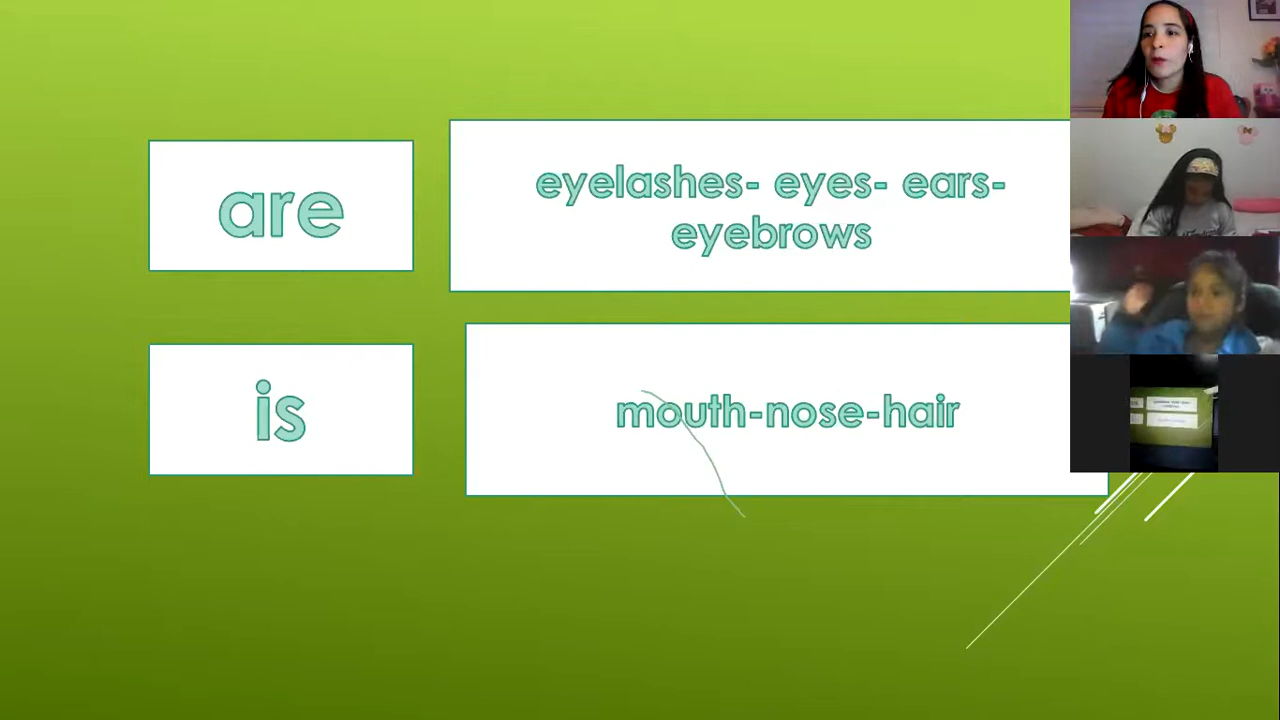 are
eyelashes- eyes- ears-
eyebrows
is
mouth-nose-hair